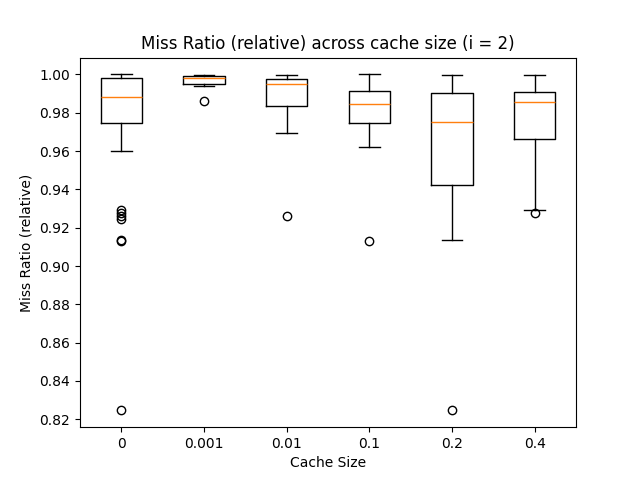 Miss Ratio (relative) across cache size (i = 2)
Miss Ratio (relative)
1.00
0.98
0.96
0.94
0.92
0.90
0.88
0.86
0.84
0.82
0 0.001 0.01 0.1 0.2 0.4
Cache Size